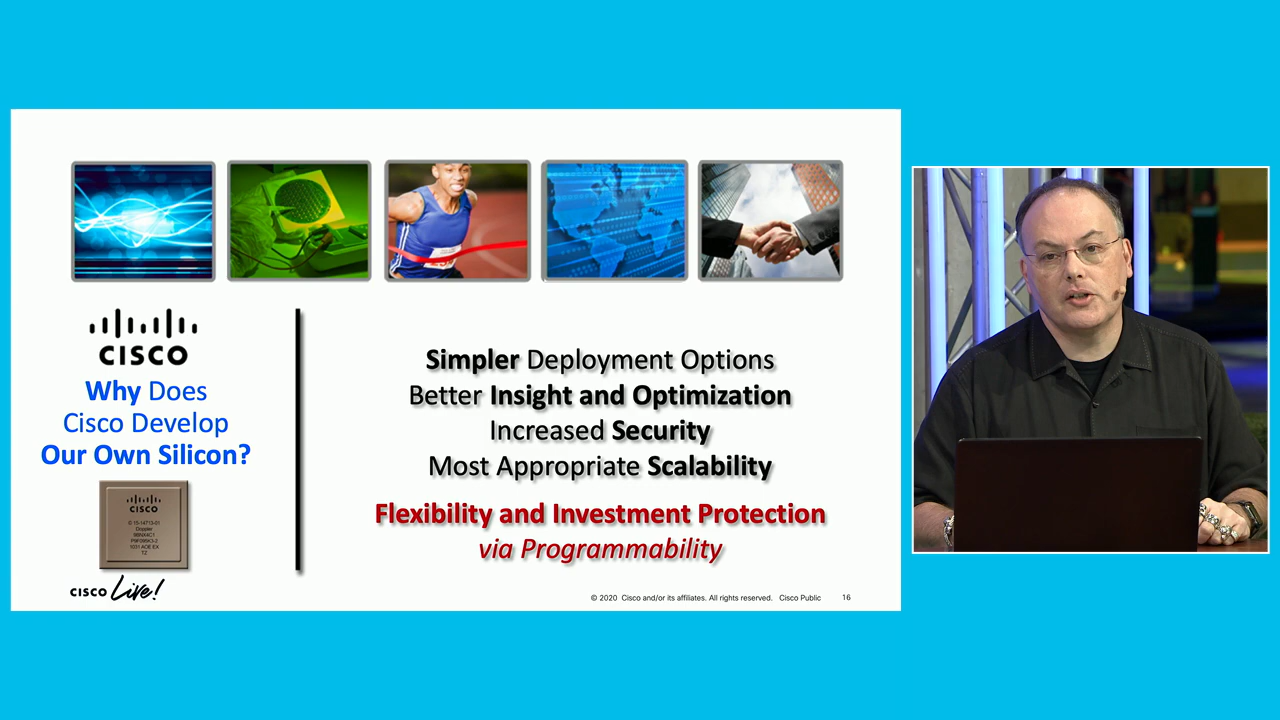 CISCO
Why Does
Cisco Develop
Our Own Silicon?
CISCO
Doppler
CISCO Live!
Simpler Deployment Options
Better Insight and Optimization
Increased Security
Most Appropriate Scalability
Flexibility and Investment Protection
via Programmability
© 2020 Cisco and/or its affiliates. All rights reserved. Cisco Public 16